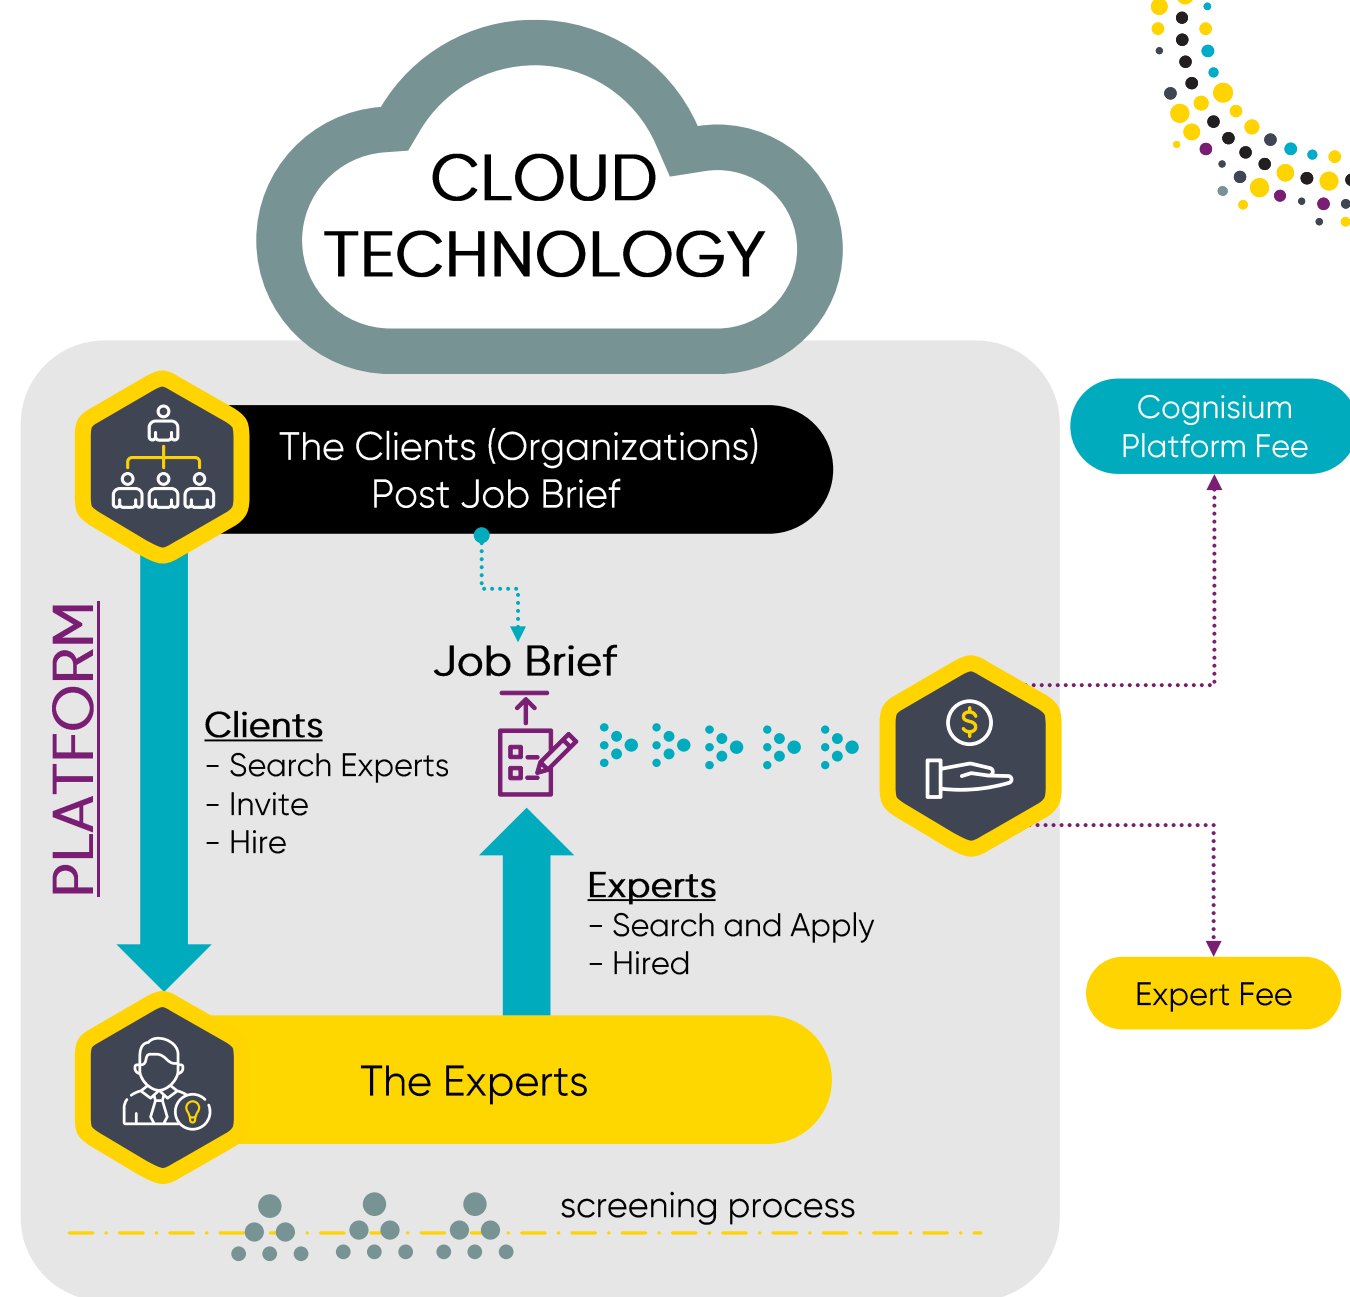 CLOUD
TECHNOLOGY
The Clients (Organizations)
Post Job Brief
Cognisium
Platform Fee
PLATFORM
Job Brief
Clients
- Search Experts
- Invite
- Hire
$
Experts
- Search and Apply
- Hired
Expert Fee
The Experts
screening process